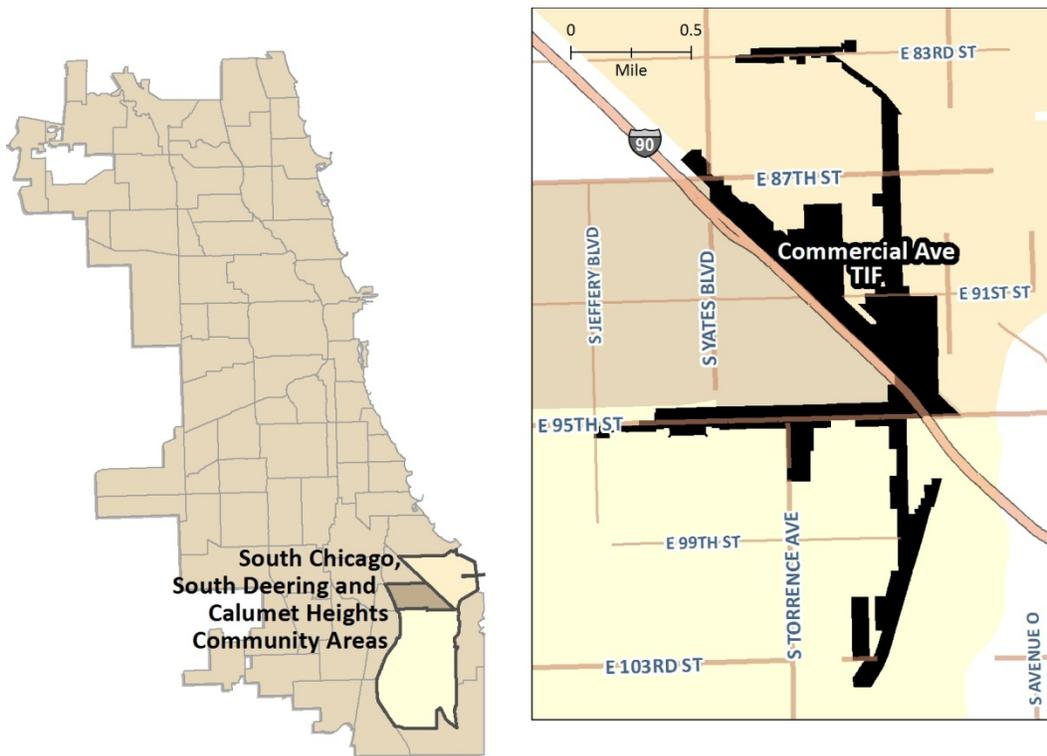 South Chicago,
South Deering and
Calumet Heights
Community Areas
0
0.5
Mile
E 83RD ST
90
E 87TH ST
S JEFFERY BLVD
S YATES BLVD
Commercial Ave
TIF
E 91ST ST
E 95TH ST
S TORRENCE AVE
E 99TH ST
E 103RD ST
S AVENUE O